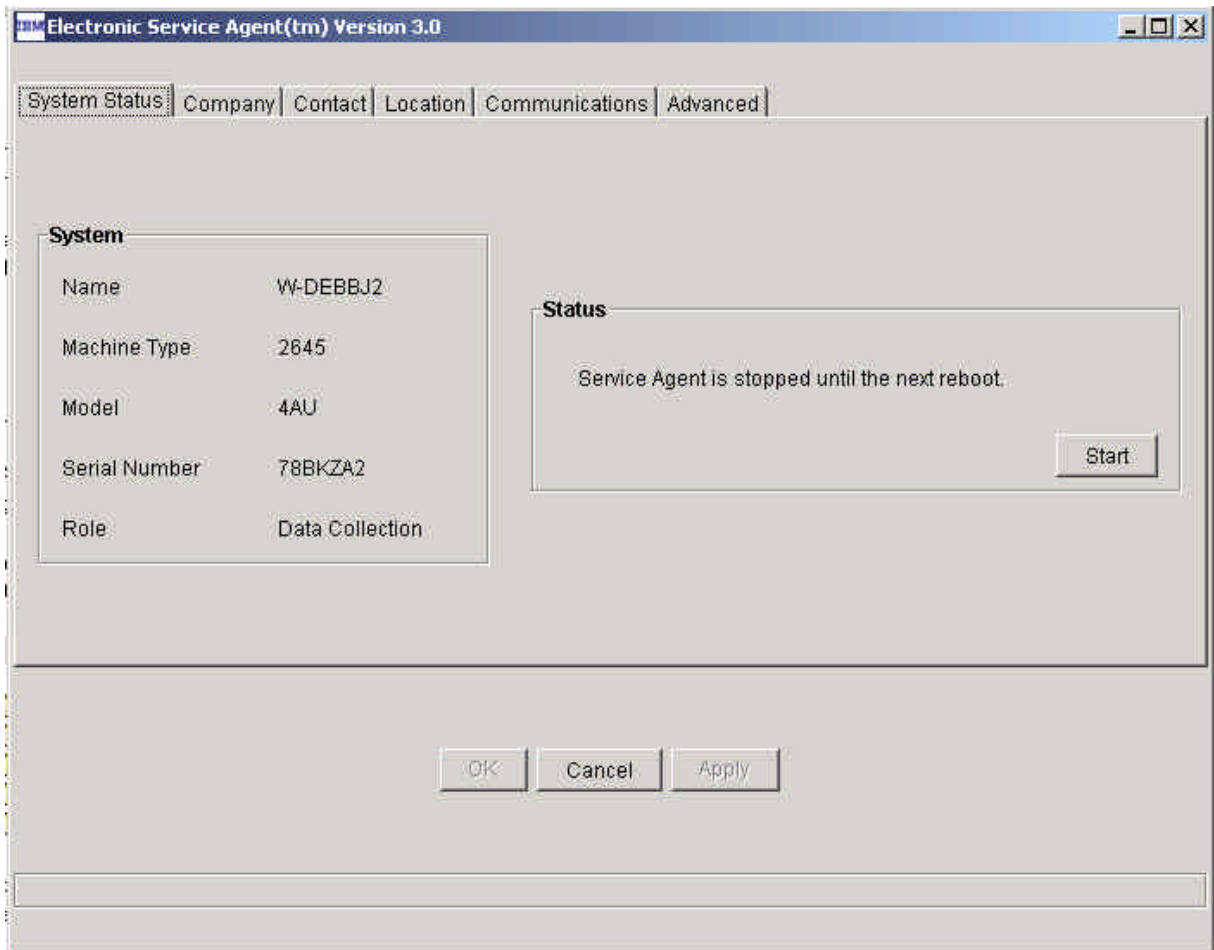 IBM Electronic Service Agent(tm) Version 3.0
System Status Company Contact Location Communications Advanced
System
Name W-DEBBJ2
Machine Type 2645
Model 4AU
Serial Number 78BKZA2
Role Data Collection
Status
Service Agent is stopped until the next reboot.
Start
OK Cancel Apply